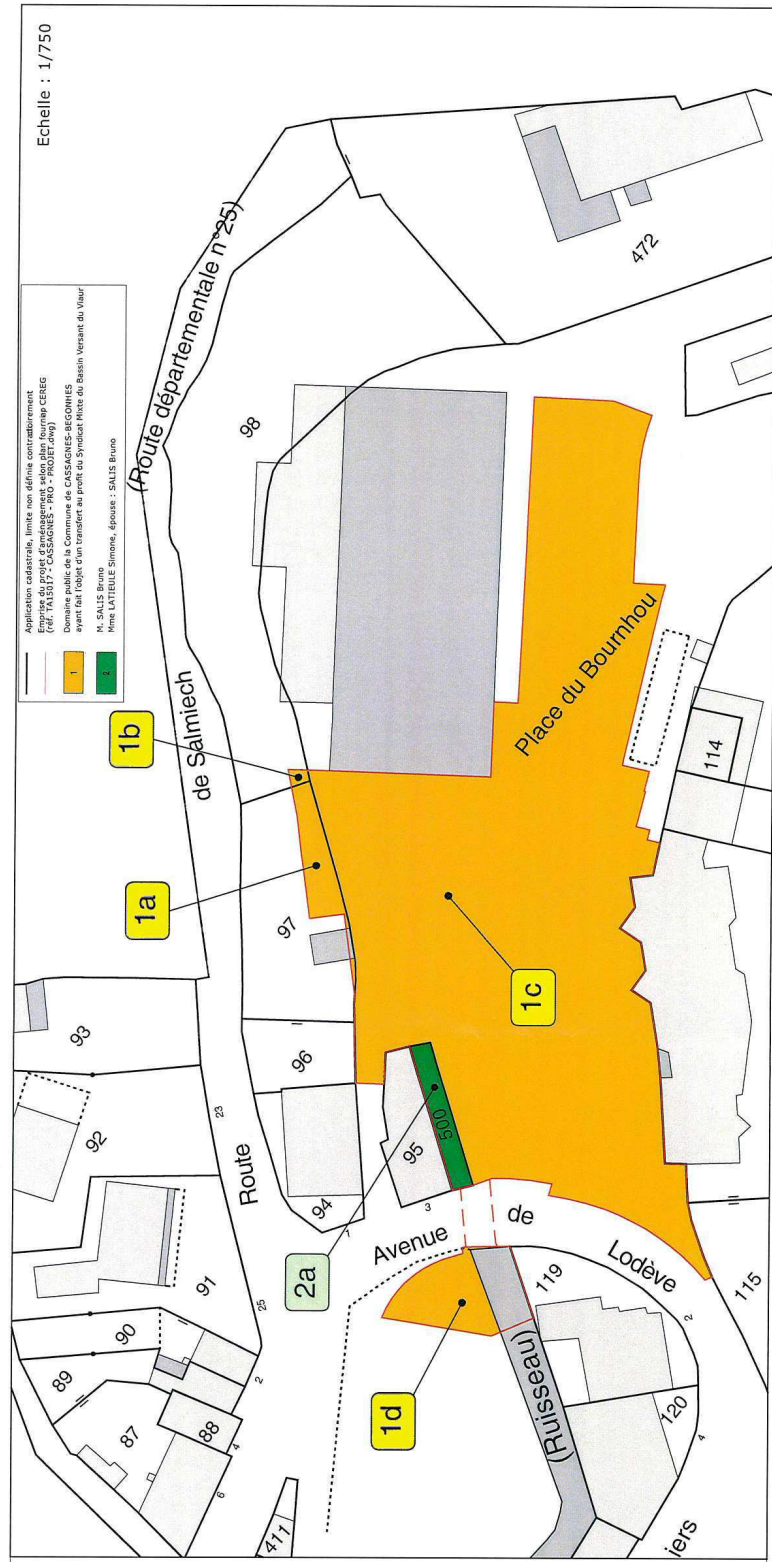 Echelle : 1/750
Application cadastrale, limite non définie contradictoirement
Emprise du projet d'aménagement selon plan fourni par CEREG
(réf. TA15017 - CASSAGNES - PRO - PROJET.dwg)
1
Domaine public de la Commune de CASSAGNES-BEGONHES
ayant fait l'objet d'un transfert au profit du Syndicat Mixte du Bassin Versant du Viaur
2
M. SALIS Bruno
Mme LATIEULE Simone, épouse : SALIS Bruno
(Route départementale n°25)
de Salmiech
Route
98
472
1b
1a
97
1c
Place du Bournhou
114
93
96
92
23
94
1
95
500
3
2a
Avenue
de
Lodève
91
25
90
89
87
88
2
4
6
411
1d
(Ruisseau)
119
2
115
120
4
iers